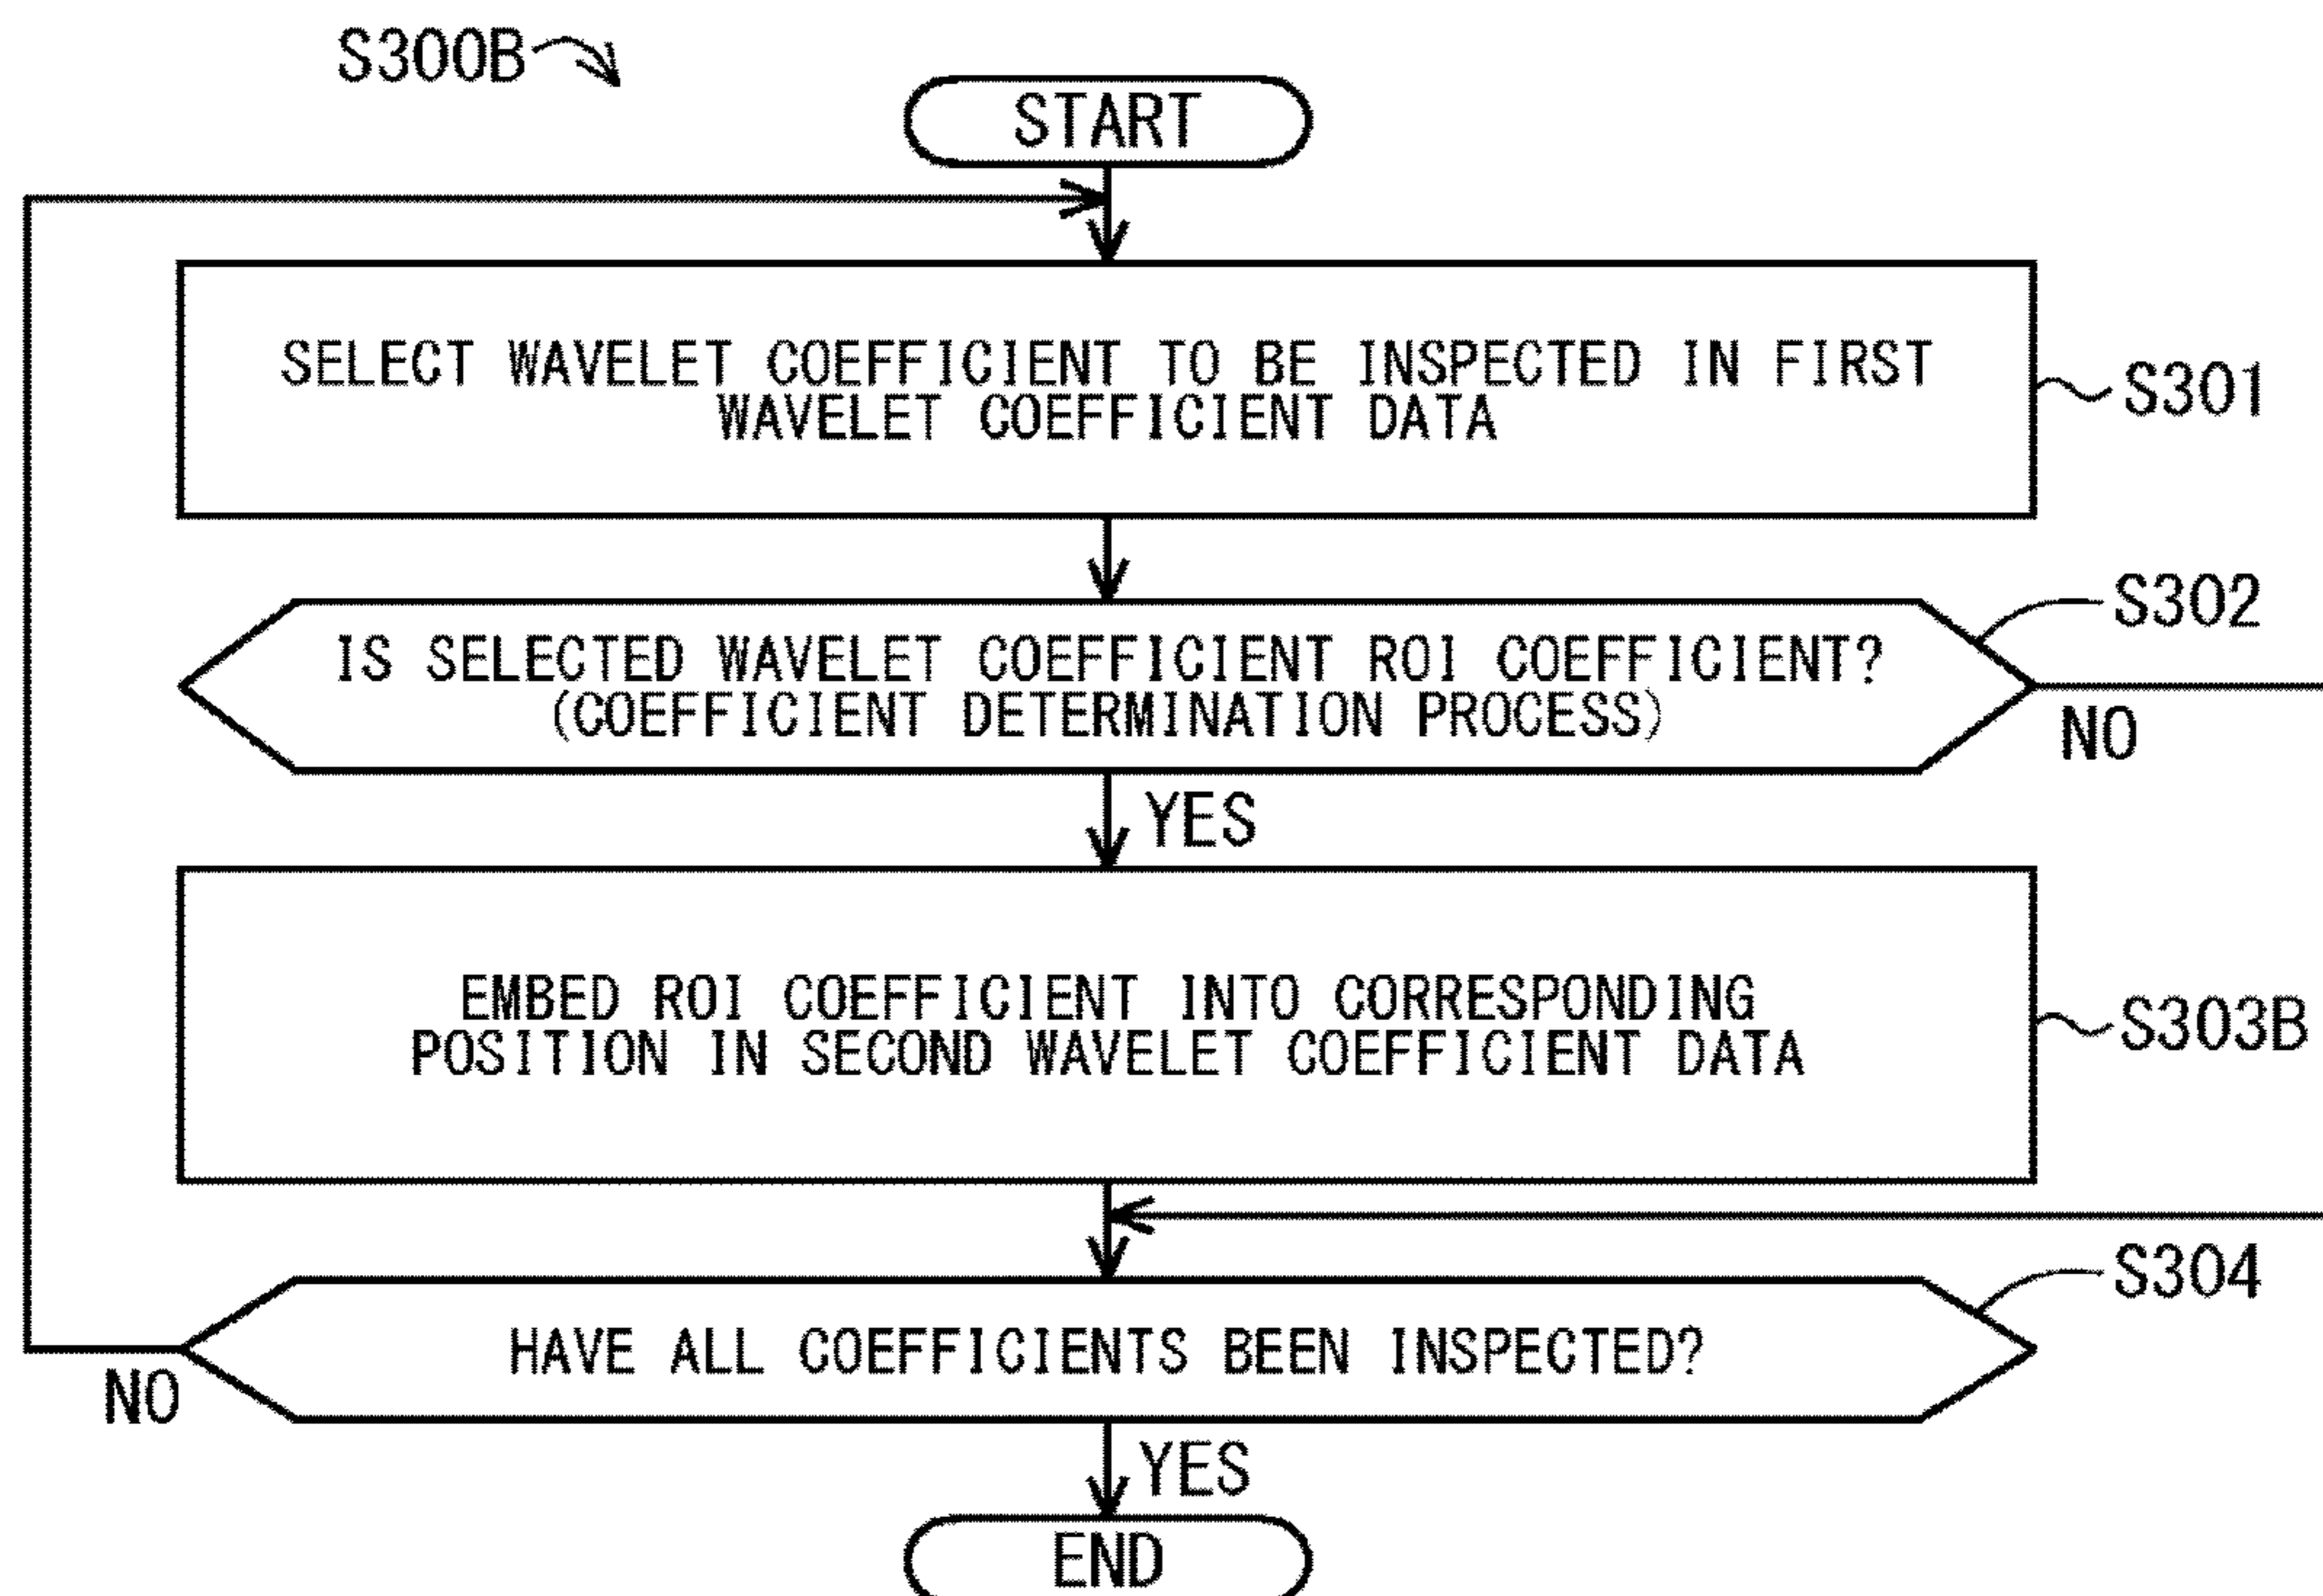 S300B
START
SELECT WAVELET COEFFICIENT TO BE INSPECTED IN FIRST
WAVELET COEFFICIENT DATA
S301
S302
IS SELECTED WAVELET COEFFICIENT ROI COEFFICIENT?
(COEFFICIENT DETERMINATION PROCESS)
NO
YES
EMBED ROI COEFFICIENT INTO CORRESPONDING
POSITION IN SECOND WAVELET COEFFICIENT DATA
S303B
S304
HAVE ALL COEFFICIENTS BEEN INSPECTED?
NO
YES
END